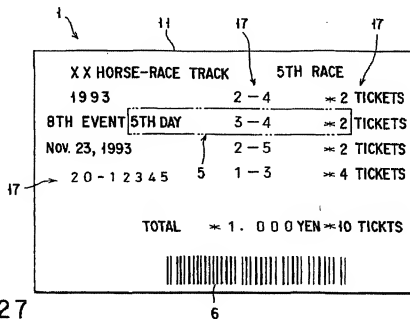 1 11 17 17
XX HORSE-RACE TRACK 5TH RACE
1993 2-4 *2 TICKETS
8TH EVENT 5TH DAY 3-4 *2 TICKETS
NOV. 23, 1993 2-5 *2 TICKETS
17 20-12345 5 1-3 *4 TICKETS
TOTAL *1.000 YEN *10 TICKTS
27 6